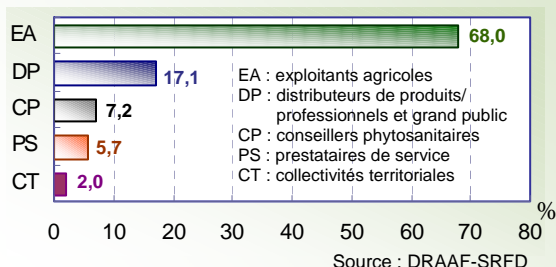 EA 68,0
DP 17,1
CP 7,2
PS 5,7
CT 2,0
EA : exploitants agricoles
DP : distributeurs de produits/
professionnels et grand public
CP : conseillers phytosanitaires
PS : prestataires de service
CT : collectivités territoriales
0 10 20 30 40 50 60 70 80
%
Source : DRAAF-SRED